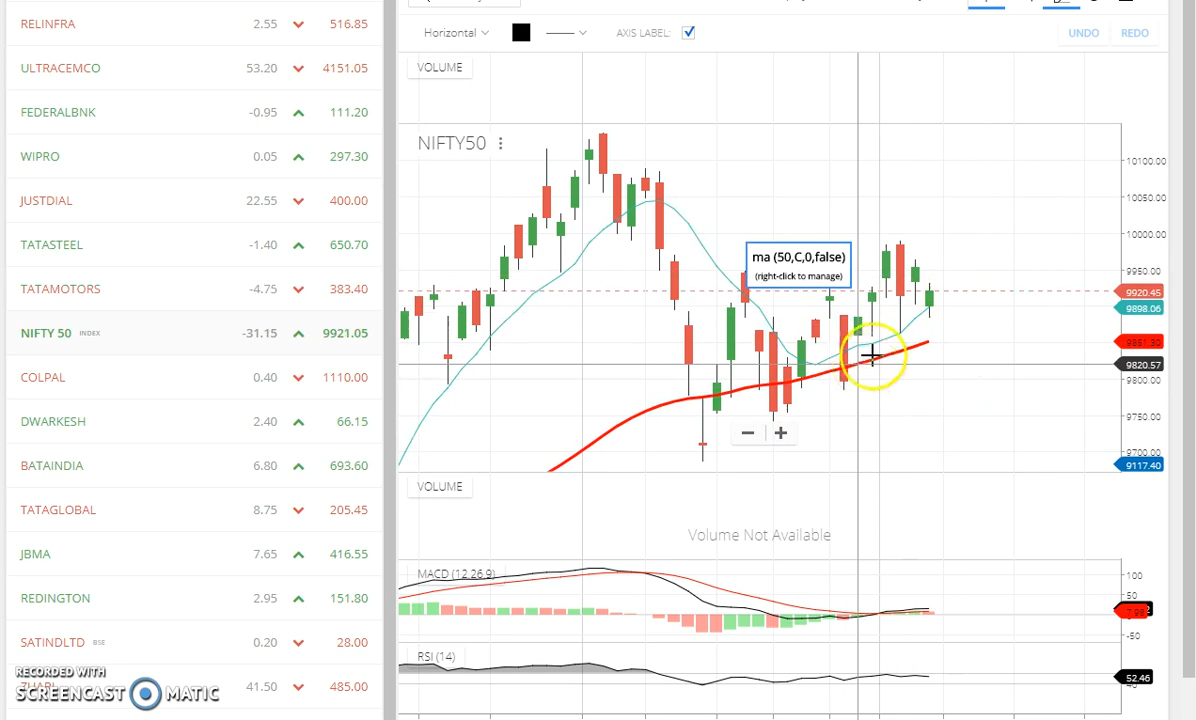 RELINFRA 2.55 516.85
ULTRACEMCO 53.20 4151.05
FEDERALBNK -0.95 111.20
WIPRO 0.05 297.30
JUSTDIAL 22.55 400.00
TATASTEEL -1.40 650.70
TATAMOTORS -4.75 383.40
NIFTY 50 INDEX -31.15 9921.05
COLPAL 0.40 1110.00
DWARKESH 2.40 66.15
BATAINDIA 6.80 693.60
TATAGLOBAL 8.75 205.45
JBMA 7.65 416.55
REDINGTON 2.95 151.80
SATINDLTD BSE 0.20 28.00
41.50 485.00
RECORDED WITH
SCREENCAST MATIC
Horizontal AXIS LABEL: UNDO REDO
VOLUME
NIFTY50
ma (50,C,0,false)
(right-click to manage)
10100.00
10050.00
10000.00
9950.00
9920.45
9898.06
9851.30
9820.57
9800.00
9750.00
9700.00
9117.40
VOLUME
Volume Not Available
MACD (12,26,9)
100
50
-50
RSI (14)
52.46